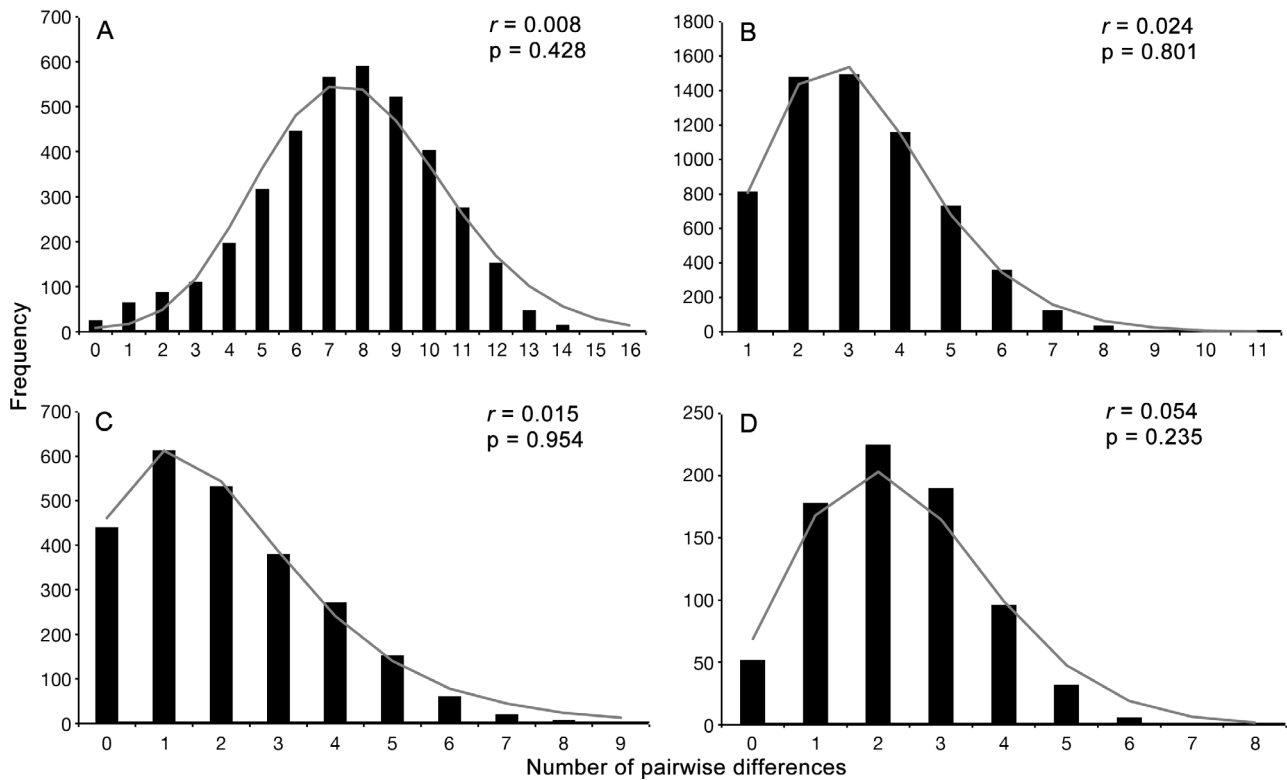 A
r = 0.008
p = 0.428
700
600
500
400
300
200
100
0
0 1 2 3 4 5 6 7 8 9 10 11 12 13 14 15 16
B
r = 0.024
p = 0.801
1800
1600
1400
1200
1000
800
600
400
200
0
1 2 3 4 5 6 7 8 9 10 11
Frequency
C
r = 0.015
p = 0.954
700
600
500
400
300
200
100
0
0 1 2 3 4 5 6 7 8 9
D
r = 0.054
p = 0.235
250
200
150
100
50
0
0 1 2 3 4 5 6 7 8
Number of pairwise differences